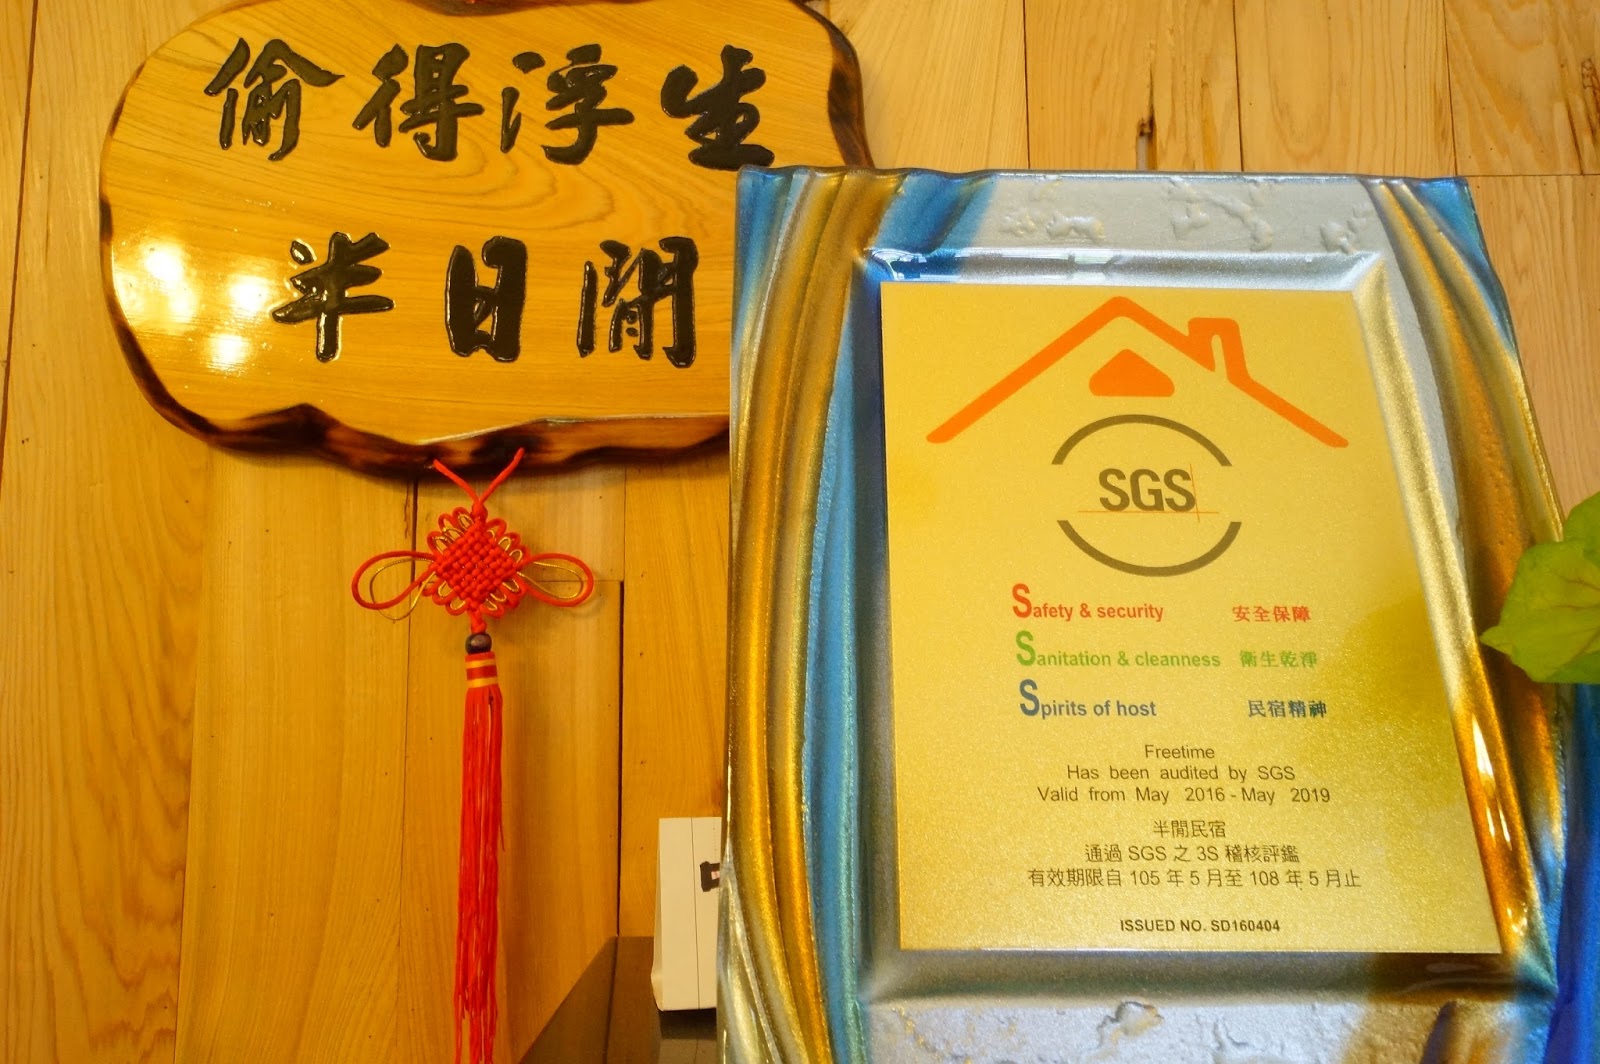 偷得浮生
半日閒
SGS
Safety & security 安全保障
Sanitation & cleanness 衛生乾淨
Spirits of host 民宿精神
Freetime
Has been audited by SGS
Valid from May 2016 - May 2019
半閒民宿
通過 SGS 之 3S 稽核評鑑
有效期限自 105 年 5 月至 108 年 5 月止
ISSUED NO. SD160404